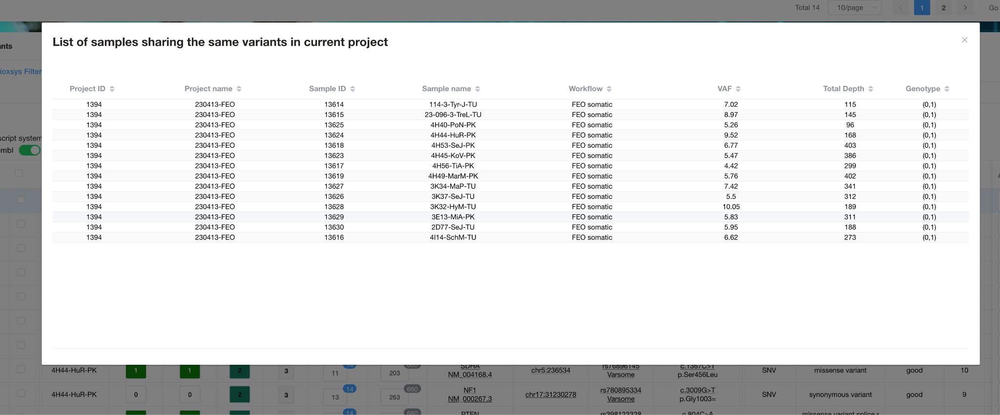 Total 14 10/page 1 2 Go
List of samples sharing the same variants in current project
ants
ioxsys Filter
Project ID Project name Sample ID Sample name Workflow VAF Total Depth Genotype
1394 230413-FEO 13614 114-3-Tyr-J-TU FEO somatic 7.02 115 (0,1)
1394 230413-FEO 13615 23-096-3-TreL-TU FEO somatic 8.97 145 (0,1)
1394 230413-FEO 13625 4H40-PoN-PK FEO somatic 5.26 96 (0,1)
1394 230413-FEO 13624 4H44-HuR-PK FEO somatic 9.52 168 (0,1)
script system
1394 230413-FEO 13618 4H53-SeJ-PK FEO somatic 6.77 403 (0,1)
embl
1394 230413-FEO 13623 4H45-KoV-PK FEO somatic 5.47 386 (0,1)
1394 230413-FEO 13617 4H56-TiA-PK FEO somatic 4.42 299 (0,1)
1394 230413-FEO 13619 4H49-MarM-PK FEO somatic 5.76 402 (0,1)
1394 230413-FEO 13627 3K34-MaP-TU FEO somatic 7.42 341 (0,1)
1394 230413-FEO 13626 3K37-SeJ-TU FEO somatic 5.5 312 (0,1)
1394 230413-FEO 13628 3K32-HyM-TU FEO somatic 10.05 189 (0,1)
1394 230413-FEO 13629 3E13-MiA-PK FEO somatic 5.83 311 (0,1)
1394 230413-FEO 13630 2D77-SeJ-TU FEO somatic 5.95 188 (0,1)
1394 230413-FEO 13616 4I14-SchM-TU FEO somatic 6.62 273 (0,1)
14 660 SDHA rs76896145 c.1367C>T
4H44-HuR-PK 1 1 2 3 11 203 chr5:236534 SNV missense variant good 10
NM_004168.4 Varsome p.Ser456Leu
14 660 NF1 rs780895334 c.3009G>T
4H44-HuR-PK 0 0 2 3 13 263 chr17:31230278 SNV synonymous variant good 9
NM_000267.3 Varsome p.Gly1003=
14 660 PTEN rs398123328 c.804C>A missense variant splice r